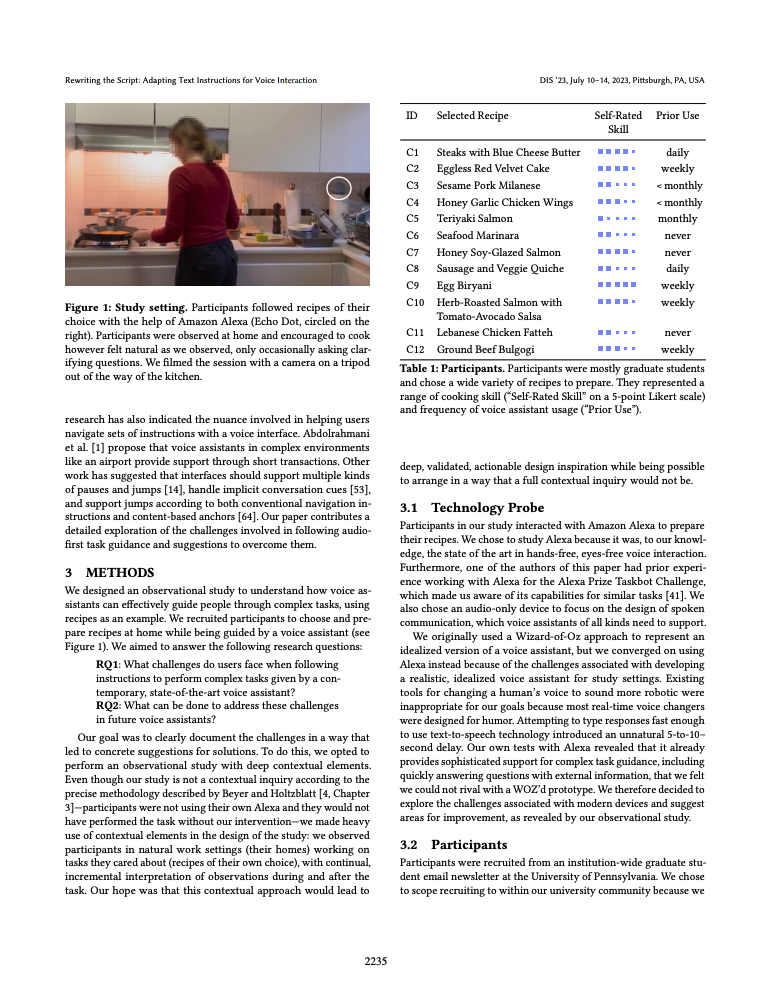 Rewriting the Script: Adapting Text Instructions for Voice Interaction
DIS ’23, July 10–14, 2023, Pittsburgh, PA, USA
Figure 1: Study setting. Participants followed recipes of their
choice with the help of Amazon Alexa (Echo Dot, circled on the
right). Participants were observed at home and encouraged to cook
however felt natural as we observed, only occasionally asking clar-
ifying questions. We filmed the session with a camera on a tripod
out of the way of the kitchen.
research has also indicated the nuance involved in helping users
navigate sets of instructions with a voice interface. Abdolrahmani
et al. [1] propose that voice assistants in complex environments
like an airport provide support through short transactions. Other
work has suggested that interfaces should support multiple kinds
of pauses and jumps [14], handle implicit conversation cues [53],
and support jumps according to both conventional navigation in-
structions and content-based anchors [64]. Our paper contributes a
detailed exploration of the challenges involved in following audio-
first task guidance and suggestions to overcome them.
3 METHODS
We designed an observational study to understand how voice as-
sistants can effectively guide people through complex tasks, using
recipes as an example. We recruited participants to choose and pre-
pare recipes at home while being guided by a voice assistant (see
Figure 1). We aimed to answer the following research questions:
RQ1: What challenges do users face when following
instructions to perform complex tasks given by a con-
temporary, state-of-the-art voice assistant?
RQ2: What can be done to address these challenges
in future voice assistants?
Our goal was to clearly document the challenges in a way that
led to concrete suggestions for solutions. To do this, we opted to
perform an observational study with deep contextual elements.
Even though our study is not a contextual inquiry according to the
precise methodology described by Beyer and Holtzblatt [4, Chapter
3]—participants were not using their own Alexa and they would not
have performed the task without our intervention—we made heavy
use of contextual elements in the design of the study: we observed
participants in natural work settings (their homes) working on
tasks they cared about (recipes of their own choice), with continual,
incremental interpretation of observations during and after the
task. Our hope was that this contextual approach would lead to
ID Selected Recipe Self-Rated Skill Prior Use
C1 Steaks with Blue Cheese Butter daily
C2 Eggless Red Velvet Cake weekly
C3 Sesame Pork Milanese < monthly
C4 Honey Garlic Chicken Wings < monthly
C5 Teriyaki Salmon monthly
C6 Seafood Marinara never
C7 Honey Soy-Glazed Salmon never
C8 Sausage and Veggie Quiche daily
C9 Egg Biryani weekly
C10 Herb-Roasted Salmon with weekly
Tomato-Avocado Salsa
C11 Lebanese Chicken Fatteh never
C12 Ground Beef Bulgogi weekly
Table 1: Participants. Participants were mostly graduate students
and chose a wide variety of recipes to prepare. They represented a
range of cooking skill (“Self-Rated Skill” on a 5-point Likert scale)
and frequency of voice assistant usage (“Prior Use”).
deep, validated, actionable design inspiration while being possible
to arrange in a way that a full contextual inquiry would not be.
3.1 Technology Probe
Participants in our study interacted with Amazon Alexa to prepare
their recipes. We chose to study Alexa because it was, to our knowl-
edge, the state of the art in hands-free, eyes-free voice interaction.
Furthermore, one of the authors of this paper had prior experi-
ence working with Alexa for the Alexa Prize Taskbot Challenge,
which made us aware of its capabilities for similar tasks [41]. We
also chose an audio-only device to focus on the design of spoken
communication, which voice assistants of all kinds need to support.
We originally used a Wizard-of-Oz approach to represent an
idealized version of a voice assistant, but we converged on using
Alexa instead because of the challenges associated with developing
a realistic, idealized voice assistant for study settings. Existing
tools for changing a human’s voice to sound more robotic were
inappropriate for our goals because most real-time voice changers
were designed for humor. Attempting to type responses fast enough
to use text-to-speech technology introduced an unnatural 5-to-10–
second delay. Our own tests with Alexa revealed that it already
provides sophisticated support for complex task guidance, including
quickly answering questions with external information, that we felt
we could not rival with a WOZ’d prototype. We therefore decided to
explore the challenges associated with modern devices and suggest
areas for improvement, as revealed by our observational study.
3.2 Participants
Participants were recruited from an institution-wide graduate stu-
dent email newsletter at the University of Pennsylvania. We chose
to scope recruiting to within our university community because we
2235